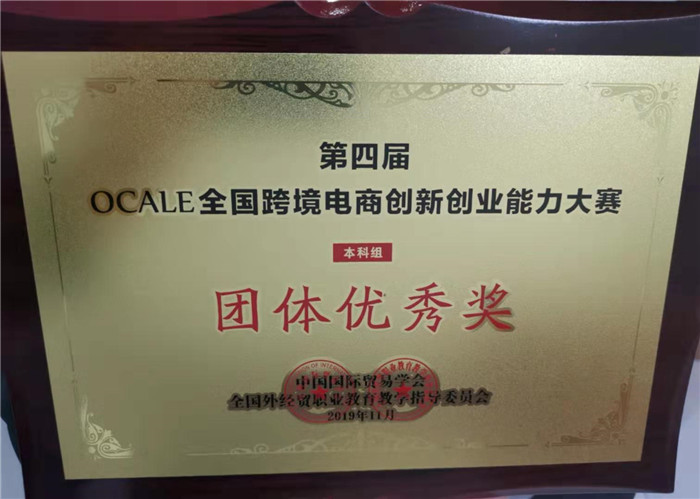 第四届
OCALE全国跨境电商创新创业能力大赛
本科组
团体优秀奖
中国国际贸易学会
全国外经贸职业教育教学指导委员会
2019年11月